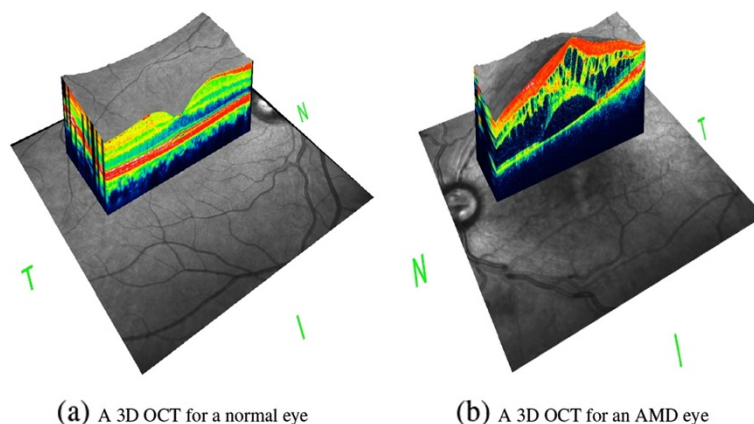 N
T
I
T
N
I
(a) A 3D OCT for a normal eye
(b) A 3D OCT for an AMD eye